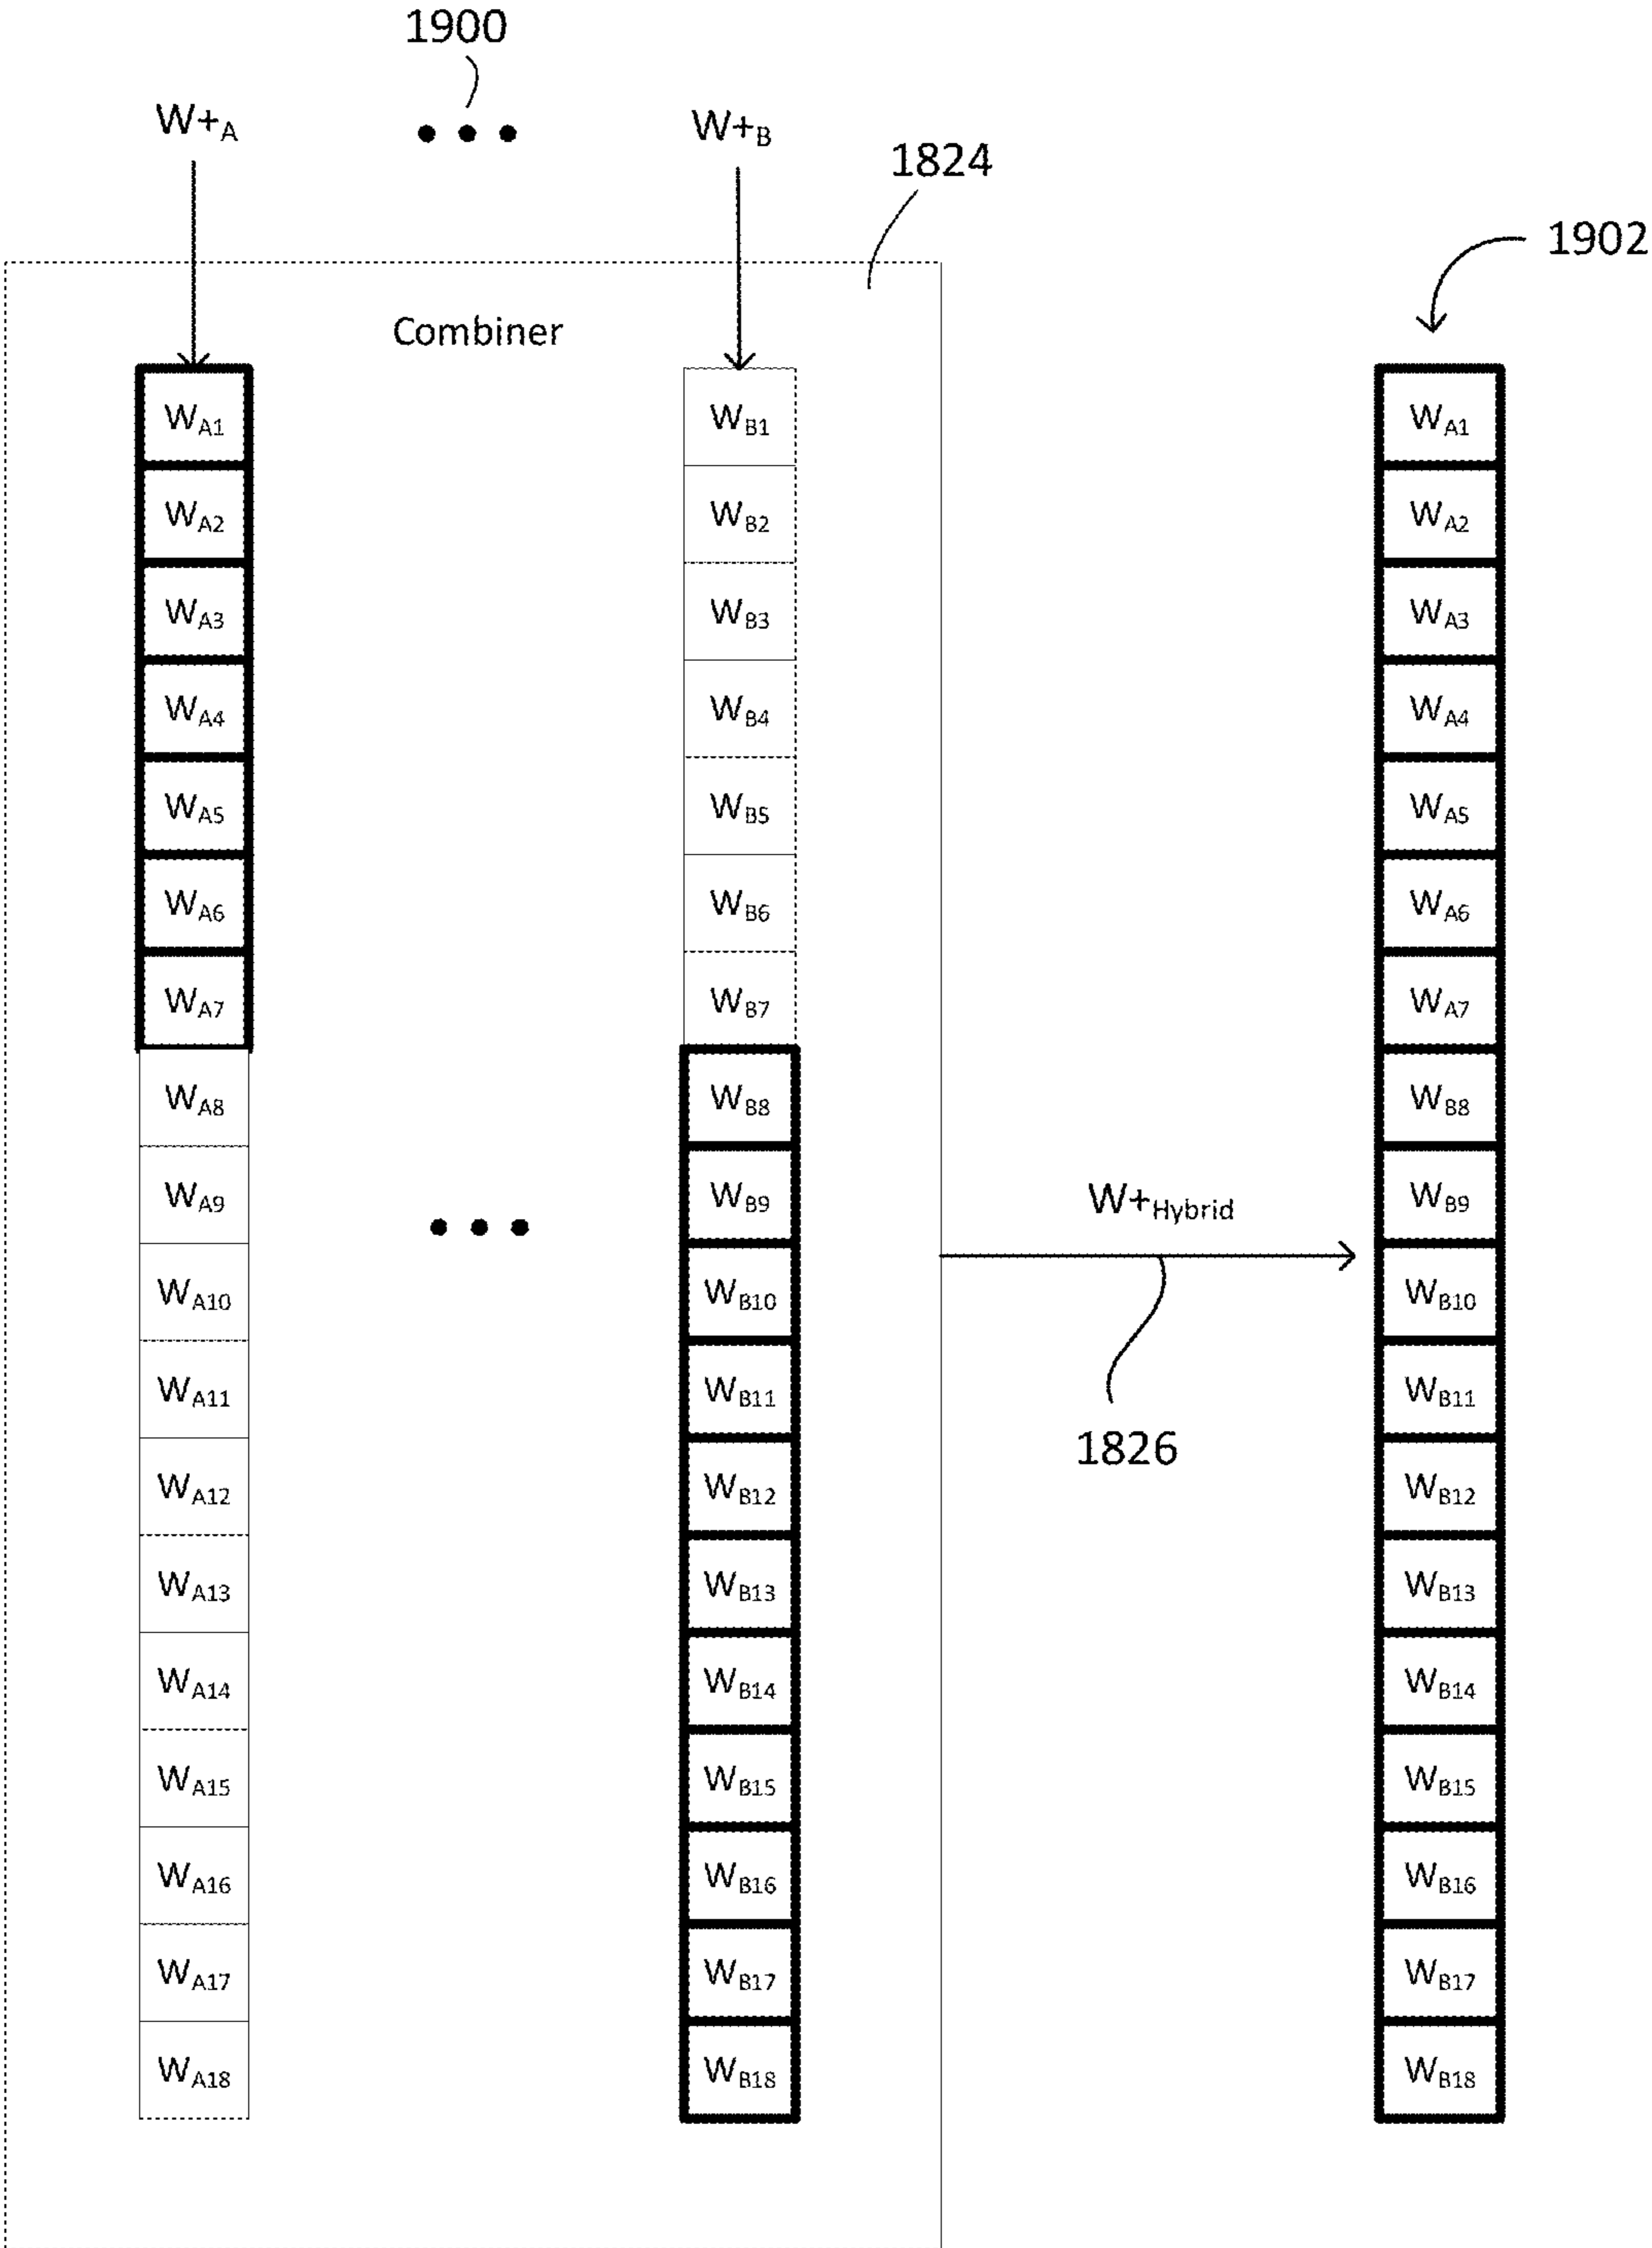 1900
W+A
W+B
1824
1902
Combiner
WA1 WB1 WA1
WA2 WB2 WA2
WA3 WB3 WA3
WA4 WB4 WA4
WA5 WB5 WA5
WA6 WB6 WA6
WA7 WB7 WA7
WA8 WB8 WB8
WA9 WB9 WB9
W+Hybrid
WA10 WB10 WB10
WA11 WB11 WB11
1826
WA12 WB12 WB12
WA13 WB13 WB13
WA14 WB14 WB14
WA15 WB15 WB15
WA16 WB16 WB16
WA17 WB17 WB17
WA18 WB18 WB18